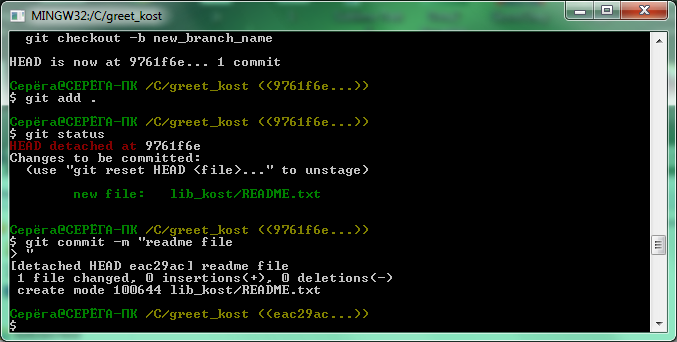 MINGW32:/C/greet_kost
git checkout -b new_branch_name
HEAD is now at 9761f6e... 1 commit
Серёга@СЕРЁГА-ПК /C/greet_kost ((9761f6e...))
$ git add .
Серёга@СЕРЁГА-ПК /C/greet_kost ((9761f6e...))
$ git status
HEAD detached at 9761f6e
Changes to be committed:
(use "git reset HEAD <file>..." to unstage)
new file:   lib_kost/README.txt
Серёга@СЕРЁГА-ПК /C/greet_kost ((9761f6e...))
$ git commit -m "readme file
> "
[detached HEAD eac29ac] readme file
1 file changed, 0 insertions(+), 0 deletions(-)
create mode 100644 lib_kost/README.txt
Серёга@СЕРЁГА-ПК /C/greet_kost ((eac29ac...))
$